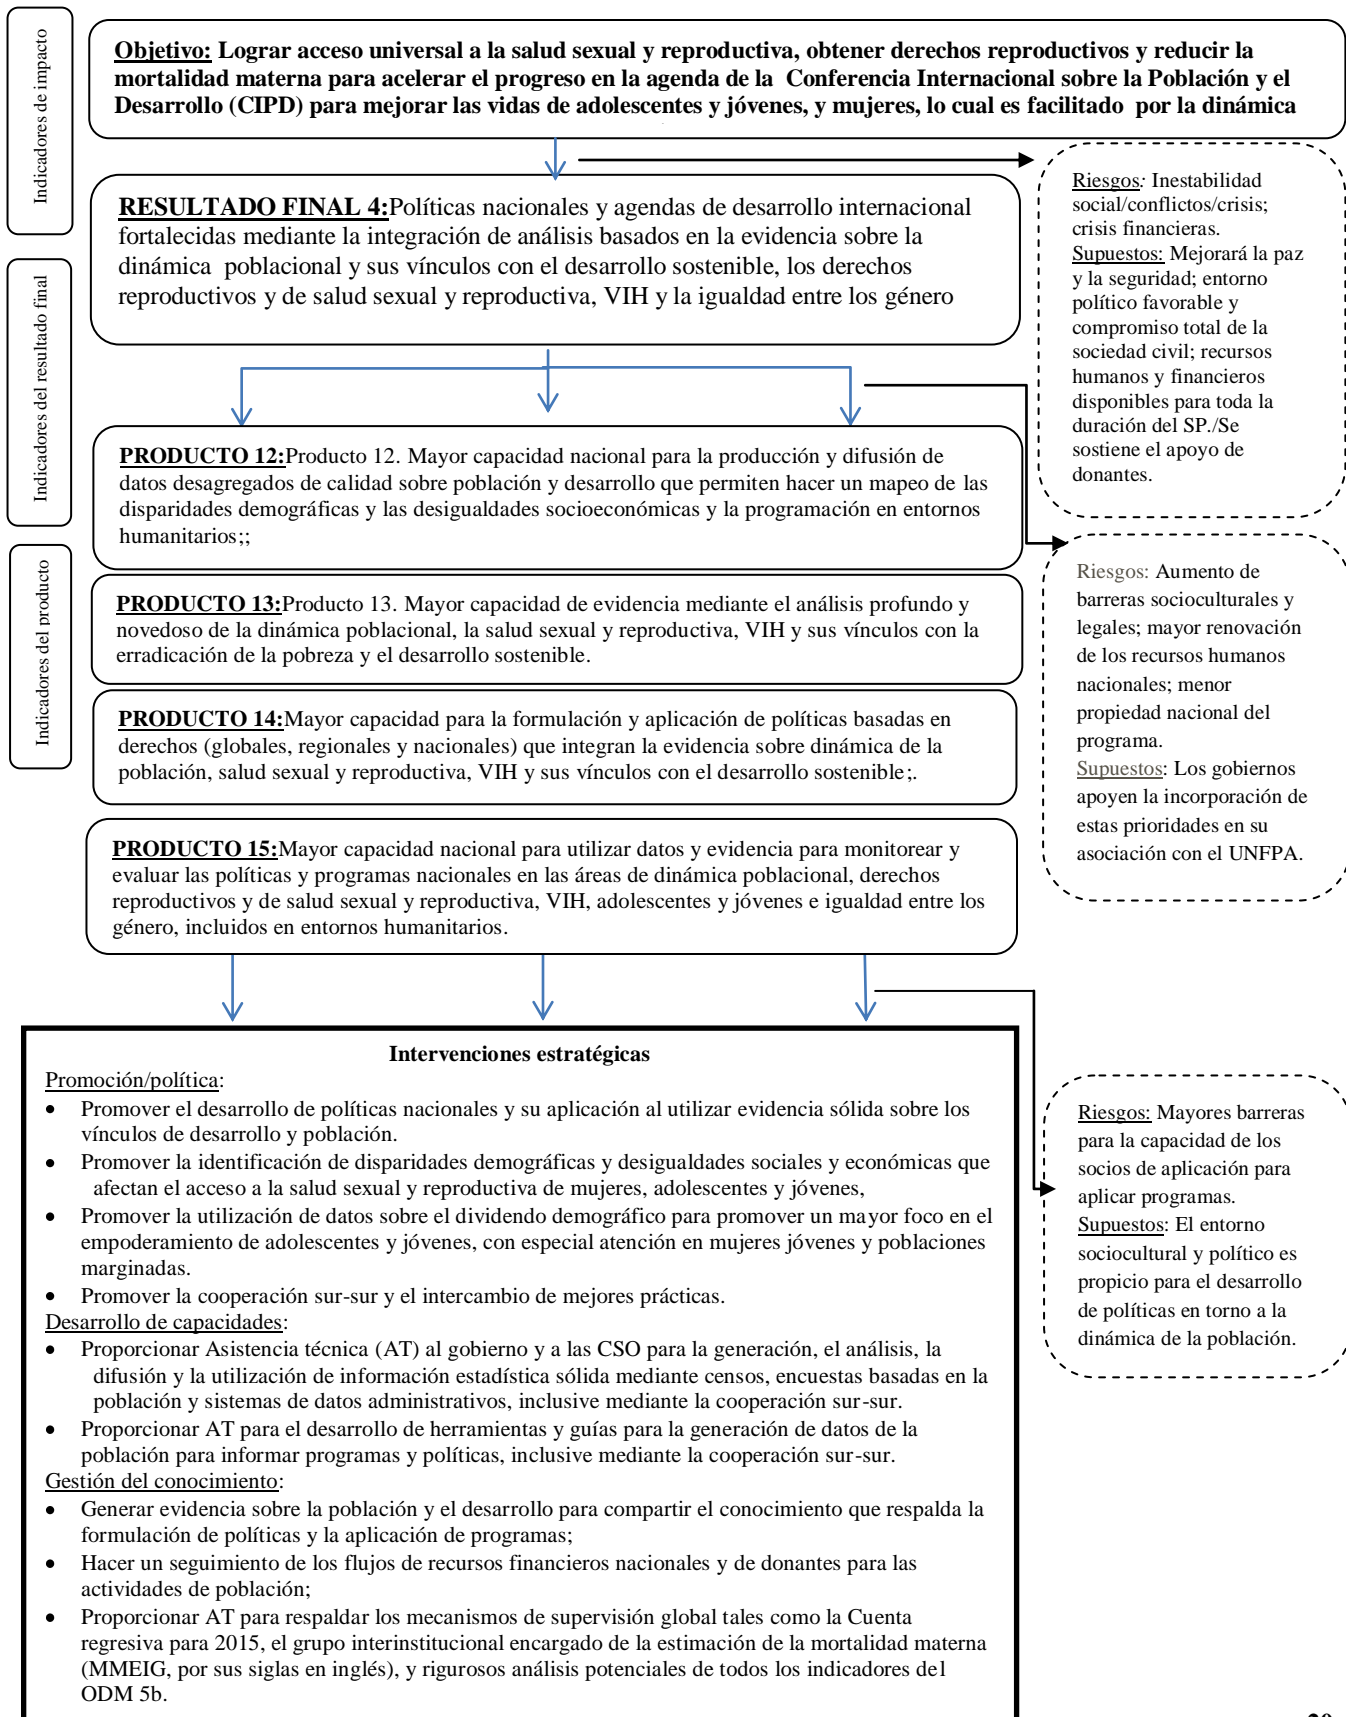 Indicadores de impacto
Objetivo: Lograr acceso universal a la salud sexual y reproductiva, obtener derechos reproductivos y reducir la
mortalidad materna para acelerar el progreso en la agenda de la Conferencia Internacional sobre la Población y el
Desarrollo (CIPD) para mejorar las vidas de adolescentes y jóvenes, y mujeres, lo cual es facilitado por la dinámica
Riesgos: Inestabilidad
social/conflictos/crisis;
crisis financieras.
Supuestos: Mejorará la paz
y la seguridad; entorno
político favorable y
compromiso total de la
sociedad civil; recursos
humanos y financieros
disponibles para toda la
duración del SP./Se
sostiene el apoyo de
donantes.
RESULTADO FINAL 4:Políticas nacionales y agendas de desarrollo internacional
fortalecidas mediante la integración de análisis basados en la evidencia sobre la
dinámica poblacional y sus vínculos con el desarrollo sostenible, los derechos
reproductivos y de salud sexual y reproductiva, VIH y la igualdad entre los género
Indicadores del resultado final
PRODUCTO 12:Producto 12. Mayor capacidad nacional para la producción y difusión de
datos desagregados de calidad sobre población y desarrollo que permiten hacer un mapeo de las
disparidades demográficas y las desigualdades socioeconómicas y la programación en entornos
humanitarios;;
Indicadores del producto
PRODUCTO 13:Producto 13. Mayor capacidad de evidencia mediante el análisis profundo y
novedoso de la dinámica poblacional, la salud sexual y reproductiva, VIH y sus vínculos con la
erradicación de la pobreza y el desarrollo sostenible.
PRODUCTO 14:Mayor capacidad para la formulación y aplicación de políticas basadas en
derechos (globales, regionales y nacionales) que integran la evidencia sobre dinámica de la
población, salud sexual y reproductiva, VIH y sus vínculos con el desarrollo sostenible;.
Riesgos: Aumento de
barreras socioculturales y
legales; mayor renovación
de los recursos humanos
nacionales; menor
propiedad nacional del
programa.
Supuestos: Los gobiernos
apoyen la incorporación de
estas prioridades en su
asociación con el UNFPA.
PRODUCTO 15:Mayor capacidad nacional para utilizar datos y evidencia para monitorear y
evaluar las políticas y programas nacionales en las áreas de dinámica poblacional, derechos
reproductivos y de salud sexual y reproductiva, VIH, adolescentes y jóvenes e igualdad entre los
género, incluidos en entornos humanitarios.
Intervenciones estratégicas
Promoción/política:
• Promover el desarrollo de políticas nacionales y su aplicación al utilizar evidencia sólida sobre los
vínculos de desarrollo y población.
• Promover la identificación de disparidades demográficas y desigualdades sociales y económicas que
afectan el acceso a la salud sexual y reproductiva de mujeres, adolescentes y jóvenes,
• Promover la utilización de datos sobre el dividendo demográfico para promover un mayor foco en el
empoderamiento de adolescentes y jóvenes, con especial atención en mujeres jóvenes y poblaciones
marginadas.
• Promover la cooperación sur-sur y el intercambio de mejores prácticas.
Desarrollo de capacidades:
• Proporcionar Asistencia técnica (AT) al gobierno y a las CSO para la generación, el análisis, la
difusión y la utilización de información estadística sólida mediante censos, encuestas basadas en la
población y sistemas de datos administrativos, inclusive mediante la cooperación sur-sur.
• Proporcionar AT para el desarrollo de herramientas y guías para la generación de datos de la
población para informar programas y políticas, inclusive mediante la cooperación sur-sur.
Gestión del conocimiento:
• Generar evidencia sobre la población y el desarrollo para compartir el conocimiento que respalda la
formulación de políticas y la aplicación de programas;
• Hacer un seguimiento de los flujos de recursos financieros nacionales y de donantes para las
actividades de población;
• Proporcionar AT para respaldar los mecanismos de supervisión global tales como la Cuenta
regresiva para 2015, el grupo interinstitucional encargado de la estimación de la mortalidad materna
(MMEIG, por sus siglas en inglés), y rigurosos análisis potenciales de todos los indicadores del
ODM 5b.
Riesgos: Mayores barreras
para la capacidad de los
socios de aplicación para
aplicar programas.
Supuestos: El entorno
sociocultural y político es
propicio para el desarrollo
de políticas en torno a la
dinámica de la población.